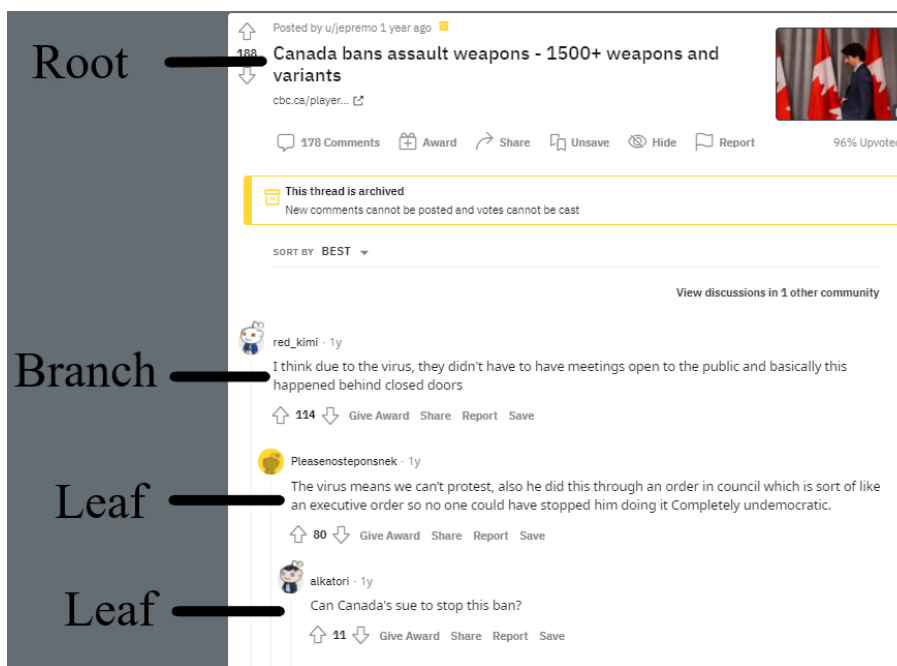 Posted by u/jepremo 1 year ago
Root
188
Canada bans assault weapons - 1500+ weapons and
variants
cbc.ca/player...
178 Comments Award Share Unsave Hide Report 96% Upvoted
This thread is archived
New comments cannot be posted and votes cannot be cast
SORT BY BEST
View discussions in 1 other community
red_kimi · 1y
Branch
I think due to the virus, they didn't have to have meetings open to the public and basically this
happened behind closed doors
114 Give Award Share Report Save
Pleasenosteponsnek · 1y
Leaf
The virus means we can't protest, also he did this through an order in council which is sort of like
an executive order so no one could have stopped him doing it Completely undemocratic.
80 Give Award Share Report Save
alkatori · 1y
Leaf
Can Canada's sue to stop this ban?
11 Give Award Share Report Save